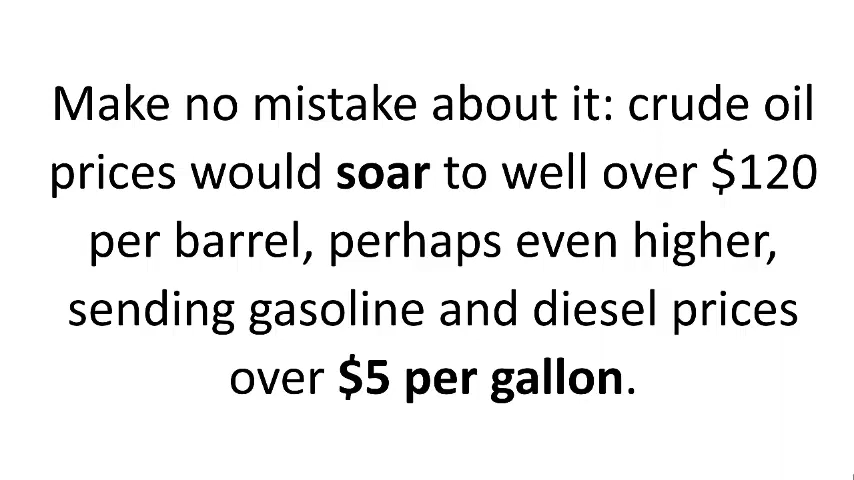 Make no mistake about it: crude oil
prices would soar to well over $120
per barrel, perhaps even higher,
sending gasoline and diesel prices
over $5 per gallon.